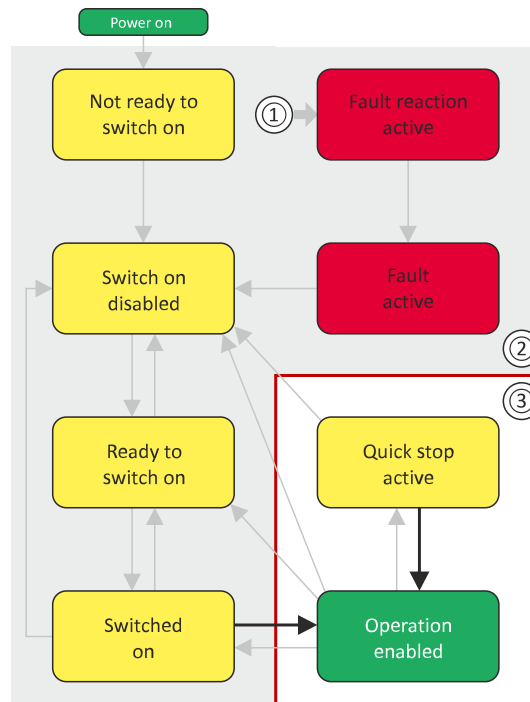 Power on
Not ready to
switch on
1
Fault reaction
active
Switch on
disabled
Fault
active
2
3
Ready to
switch on
Quick stop
active
Switched
on
Operation
enabled